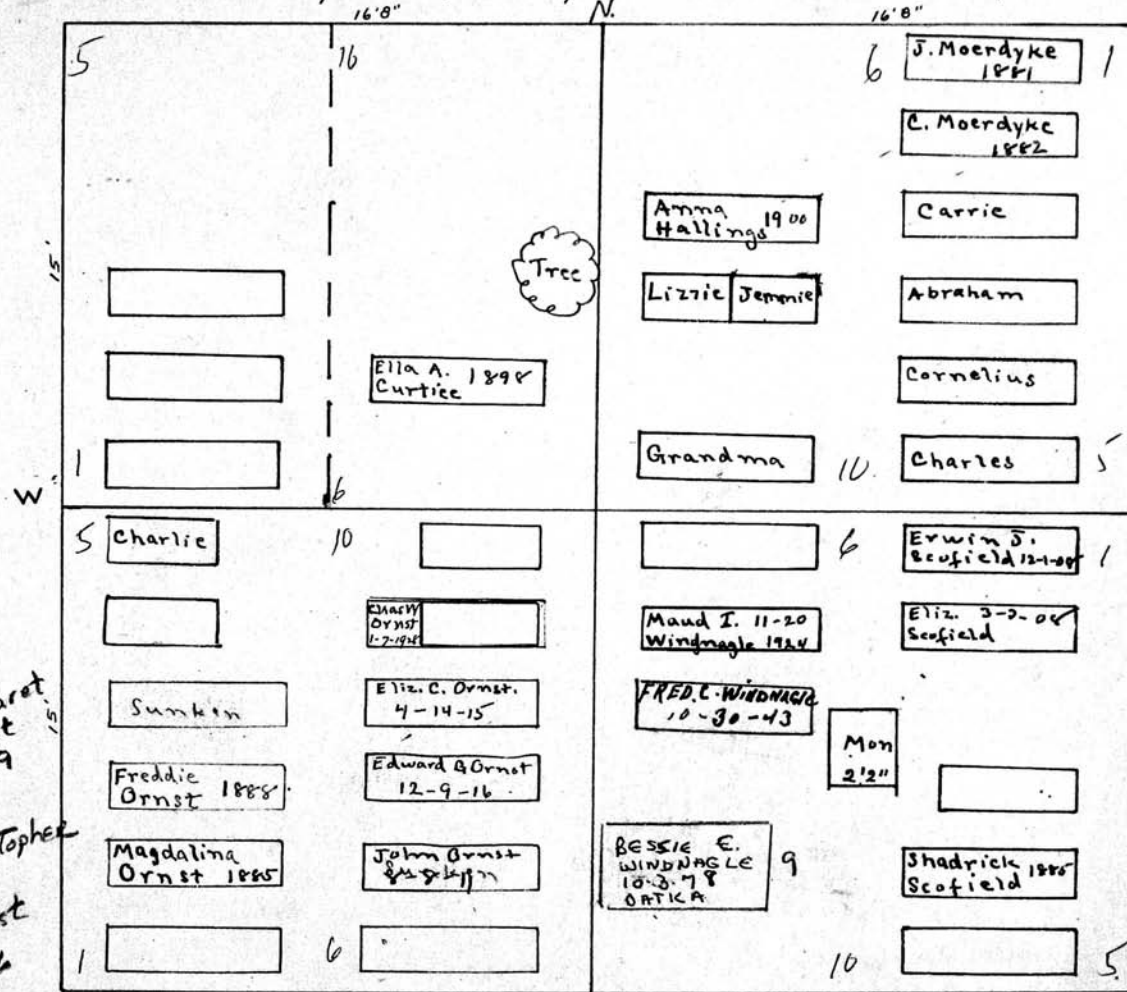 16'8"
N.
16'8"
5
16
6
J. Moerdyke
1881
1
C. Moerdyke
1882
Anna 1900
Hallings
Carrie
15'
Tree
Lizzie
Jemmie
Abraham
Ella A. 1898
Curtice
Cornelius
1
Grandma
10
Charles
5
W
6
5
Charlie
10
6
Erwin J.
Scofield 12-1-08
1
Chas W
Ornst
1-7-1928
Maud I. 11-20
Windnagle 1924
Eliz. 3-2-08
Scofield
15'
Sunken
Eliz. C. Ornst.
4-14-15
FRED. C. WINDNAGLE
10-30-43
Mon
2'2"
Freddie
Ornst 1888
Edward G Ornst
12-9-16
Magdalina
Ornst 1885
John Ornst
BESSIE E.
WINDNAGLE
10.3.78
OATKA
9
Shadrick 1885
Scofield
1
6
10
5